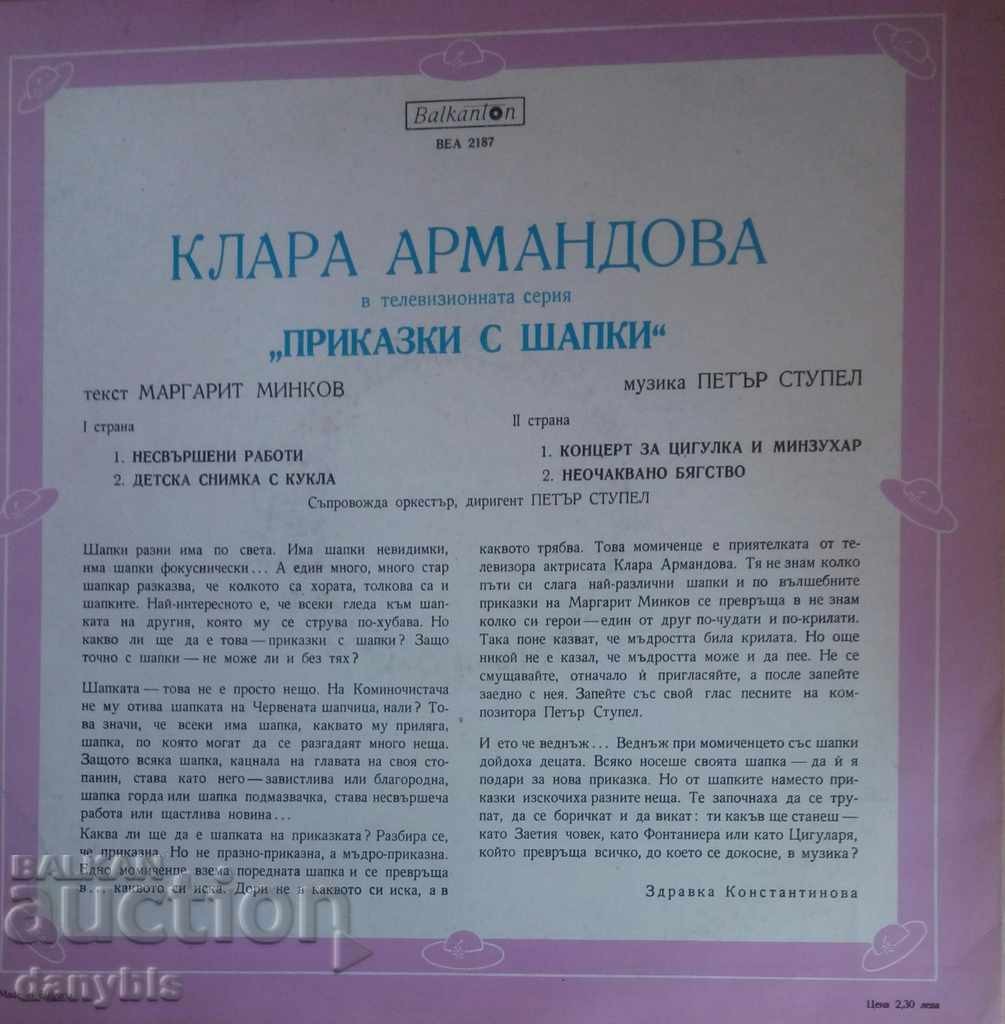 Balkanton
ВЕА 2187
КЛАРА АРМАНДОВА
в телевизионната серия
„ПРИКАЗКИ С ШАПКИ“
текст МАРГАРИТ МИНКОВ
музика ПЕТЪР СТУПЕЛ
I страна
1. НЕСВЪРШЕНИ РАБОТИ
2. ДЕТСКА СНИМКА С КУКЛА
II страна
1. КОНЦЕРТ ЗА ЦИГУЛКА И МИНЗУХАР
2. НЕОЧАКВАНО БЯГСТВО
Съпровожда оркестър, диригент ПЕТЪР СТУПЕЛ
Шапки разни има по света. Има шапки невидимки,
има шапки фокуснически... А един много, много стар
шапкар разказва, че колкото са хората, толкова са и
шапките. Най-интересното е, че всеки гледа към шап-
ката на другия, която му се струва по-хубава. Но
какво ли ще да е това — приказки с шапки? Защо
точно с шапки — не може ли и без тях?
Шапката — това не е просто нещо. На Коминочистача
не му отива шапката на Червената шапчица, нали? То-
ва значи, че всеки има шапка, каквато му приляга,
шапка, по която могат да се разгадаят много неща.
Защото всяка шапка, кацнала на главата на своя сто-
панин, става като него — завистлива или благородна,
шапка горда или шапка подмазвачка, става несвършеча
работа или щастлива новина...
Каква ли ще да е шапката на приказката? Разбира се,
че приказна. Но не празно-приказна, а мъдро-приказна.
Едно момиченце взема поредната шапка и се превръща
в... каквото си иска. Дори не в каквото си иска, а в
каквото трябва. Това момиченце е приятелката от те-
левизора актрисата Клара Армандова. Тя не знам колко
пъти си слага най-различни шапки и по вълшебните
приказки на Маргарит Минков се превръща в не знам
колко си герои — един от друг по-чудати и по-крилати.
Така поне казват, че мъдростта била крилата. Но още
никой не е казал, че мъдростта може и да пее. Не се
смущавайте, отначало ѝ пригласяйте, а после запейте
заедно с нея. Запейте със свой глас песните на ком-
позитора Петър Ступел.
И ето че веднъж... Веднъж при момиченцето със шапки
дойдоха децата. Всяко носеше своята шапка — да ѝ я
подари за нова приказка. Но от шапките наместо при-
казки изскочиха разните неща. Те започнаха да се тру-
пат, да се боричкат и да викат: ти какъв ще станеш —
като Заетия човек, като Фонтаниера или като Цигуларя,
който превръща всичко, до което се докосне, в музика?
Здравка Константинова
Цена 2,30 лева
BALKAN
auction
danybls